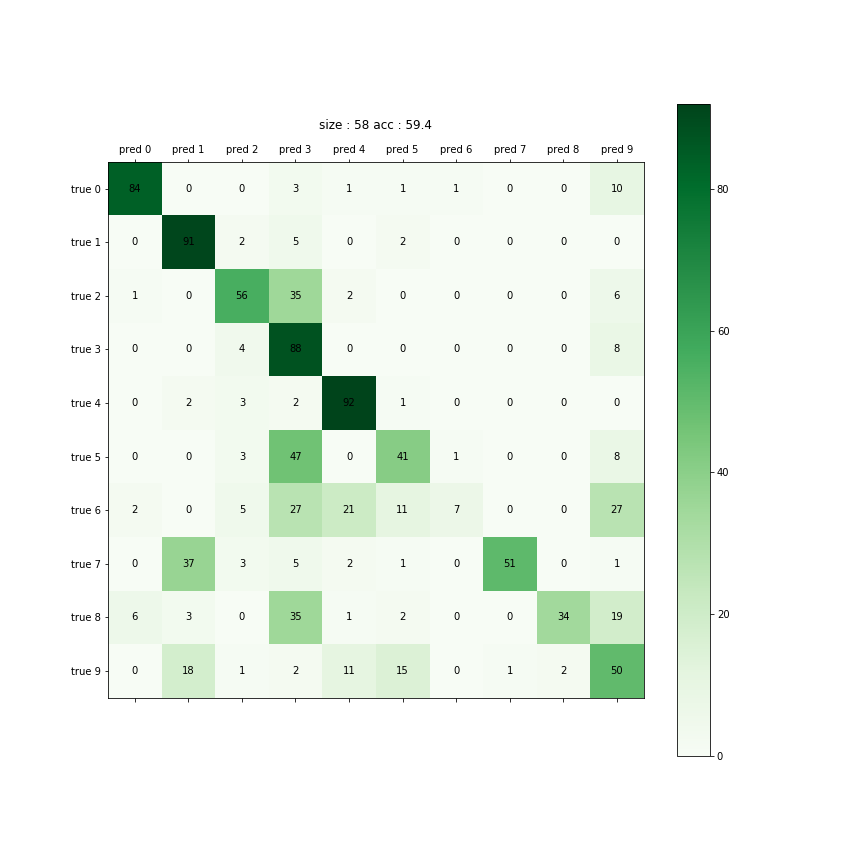 size : 58 acc : 59.4
pred 0 pred 1 pred 2 pred 3 pred 4 pred 5 pred 6 pred 7 pred 8 pred 9
true 0 84 0 0 3 1 1 1 0 0 10
true 1 0 91 2 5 0 2 0 0 0 0
true 2 1 0 56 35 2 0 0 0 0 6
true 3 0 0 4 88 0 0 0 0 0 8
true 4 0 2 3 2 92 1 0 0 0 0
true 5 0 0 3 47 0 41 1 0 0 8
true 6 2 0 5 27 21 11 7 0 0 27
true 7 0 37 3 5 2 1 0 51 0 1
true 8 6 3 0 35 1 2 0 0 34 19
true 9 0 18 1 2 11 15 0 1 2 50
80
60
40
20
0